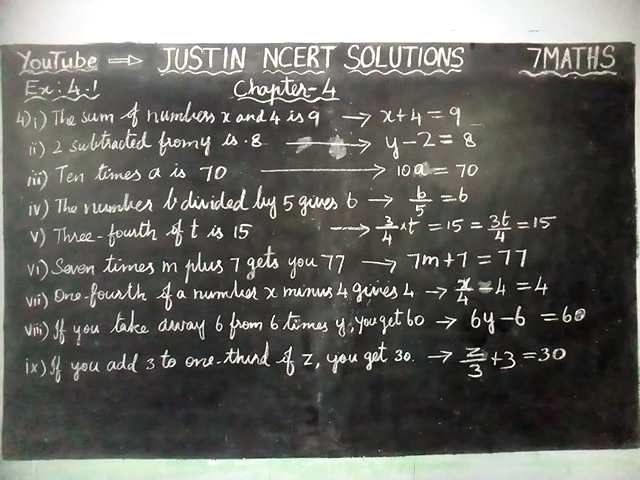 YouTube → JUSTIN NCERT SOLUTIONS 7MATHS
Ex: 4.1 Chapter-4
4) i) The sum of numbers x and 4 is 9 → x+4 = 9
ii) 2 subtracted from y is 8 → y-2 = 8
iii) Ten times a is 70 → 10a = 70
iv) The number b divided by 5 gives 6 → b/5 = 6
v) Three-fourth of t is 15 → 3/4 × t = 15 = 3t/4 = 15
vi) Seven times m plus 7 gets you 77 → 7m+7 = 77
vii) One-fourth of a number x minus 4 gives 4 → x/4 - 4 = 4
viii) If you take away 6 from 6 times y, you get 60 → 6y-6 = 60
ix) If you add 3 to one-third of z, you get 30. → z/3 + 3 = 30